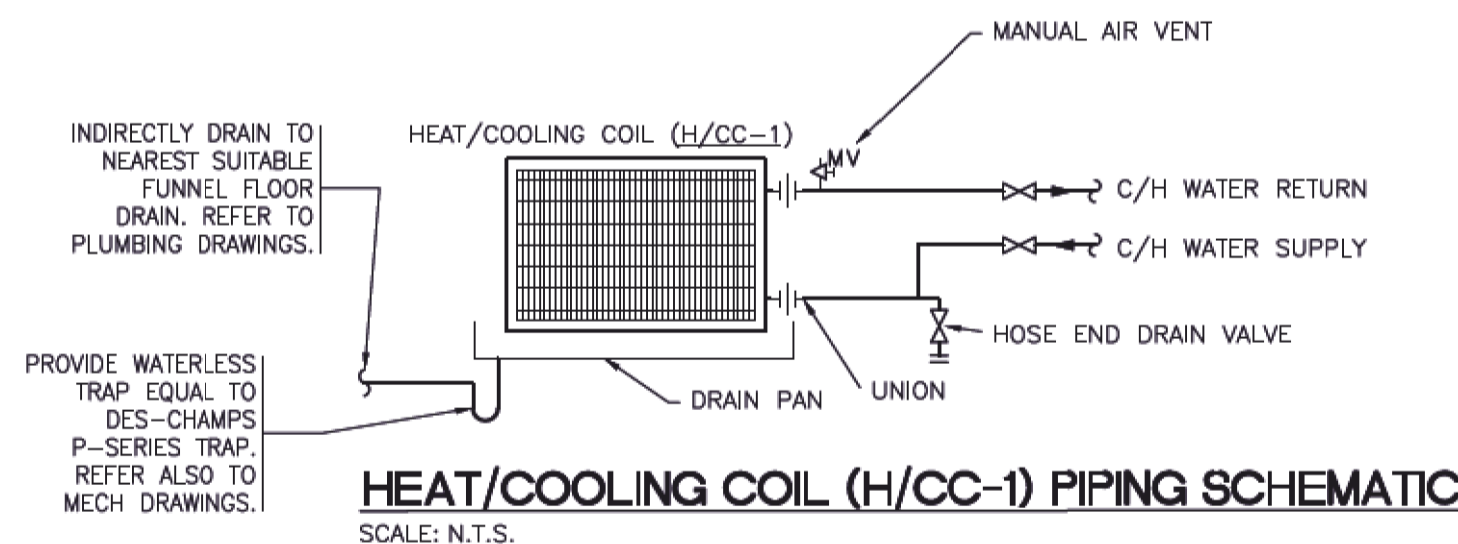 MANUAL AIR VENT
INDIRECTLY DRAIN TO
NEAREST SUITABLE
FUNNEL FLOOR
DRAIN. REFER TO
PLUMBING DRAWINGS.
HEAT/COOLING COIL (H/CC-1)
MV
C/H WATER RETURN
C/H WATER SUPPLY
HOSE END DRAIN VALVE
UNION
DRAIN PAN
PROVIDE WATERLESS
TRAP EQUAL TO
DES-CHAMPS
P-SERIES TRAP.
REFER ALSO TO
MECH DRAWINGS.
HEAT/COOLING COIL (H/CC-1) PIPING SCHEMATIC
SCALE: N.T.S.